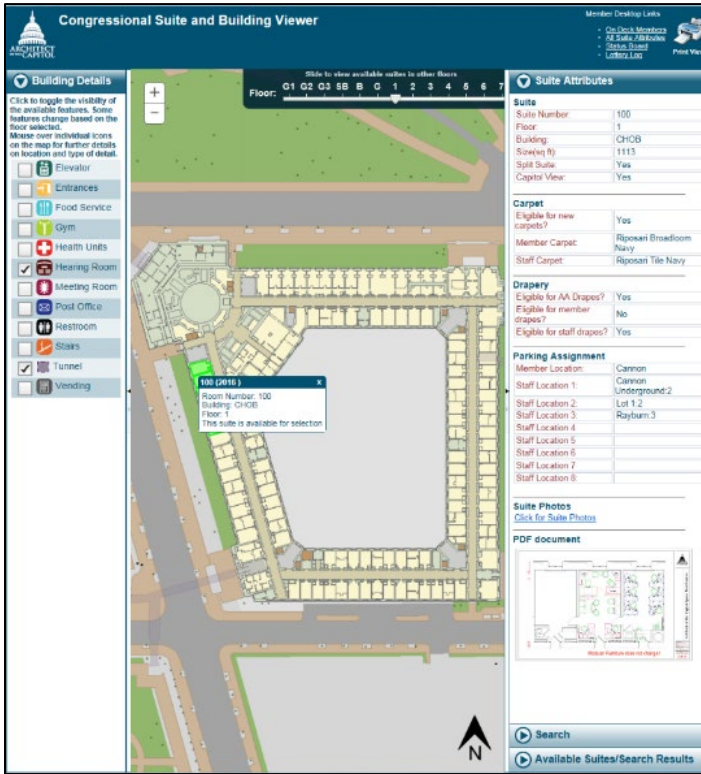 ARCHITECT
OF THE CAPITOL
Congressional Suite and Building Viewer
Member Desktop Links
On Deck Members
All Suite Attributes
Status Board
Lottery Log
Print View
Building Details
Click to toggle the visibility of
the available features. Some
features change based on the
floor selected.
Mouse over individual icons
on the map for further details
on location and type of detail.
Elevator
Entrances
Food Service
Gym
Health Units
Hearing Room
Meeting Room
Post Office
Restroom
Stairs
Tunnel
Vending
+
−
Slide to view available suites in other floors
Floor: G1 G2 G3 SB B G 1 2 3 4 5 6 7
100 (2016 ) x
Room Number: 100
Building: CHOB
Floor: 1
This suite is available for selection
N
Suite Attributes
Suite
Suite Number: 100
Floor: 1
Building: CHOB
Size(sq ft): 1113
Split Suite: Yes
Capitol View: Yes
Carpet
Eligible for new
carpets? Yes
Member Carpet: Riposari Broadloom
Navy
Staff Carpet: Riposari Tile Navy
Drapery
Eligible for AA Drapes? Yes
Eligible for member
drapes? No
Eligible for staff drapes? Yes
Parking Assignment
Member Location: Cannon
Staff Location 1: Cannon
Underground:2
Staff Location 2: Lot 1:2
Staff Location 3: Rayburn:3
Staff Location 4
Staff Location 5
Staff Location 6
Staff Location 7
Staff Location 8:
Suite Photos
Click for Suite Photos
PDF document
Search
Available Suites/Search Results